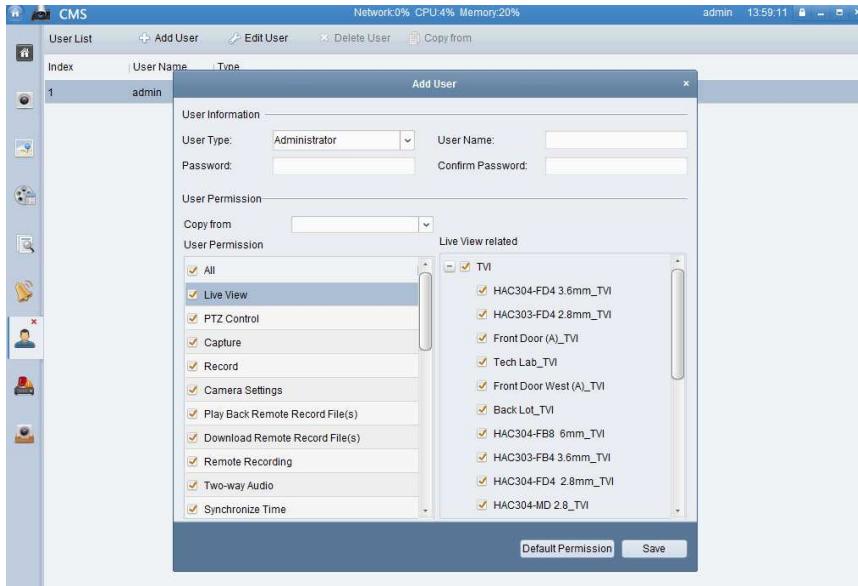 CMS Network:0% CPU:4% Memory:20% admin 13:59:11
User List Add User Edit User Delete User Copy from
Index User Name Type
1 admin
Add User
User Information
User Type: Administrator User Name:
Password: Confirm Password:
User Permission
Copy from
User Permission Live View related
All TVI
Live View HAC304-FD4 3.6mm_TVI
PTZ Control HAC303-FD4 2.8mm_TVI
Capture Front Door (A)_TVI
Record Tech Lab_TVI
Camera Settings Front Door West (A)_TVI
Play Back Remote Record File(s) Back Lot_TVI
Download Remote Record File(s) HAC304-FB8 6mm_TVI
Remote Recording HAC303-FB4 3.6mm_TVI
Two-way Audio HAC304-FD4 2.8mm_TVI
Synchronize Time HAC304-MD 2.8_TVI
Default Permission Save